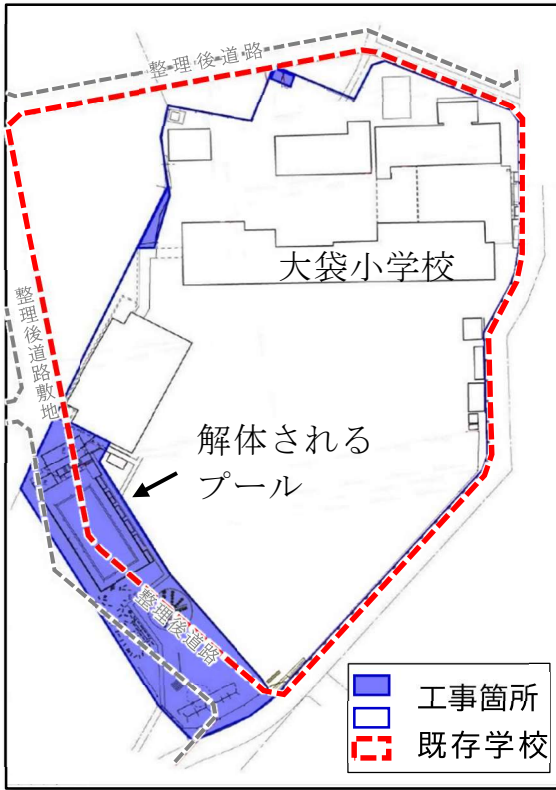 整理後道路
大袋小学校
整理後道路敷地
解体される
プール
整理後道路
工事箇所
既存学校